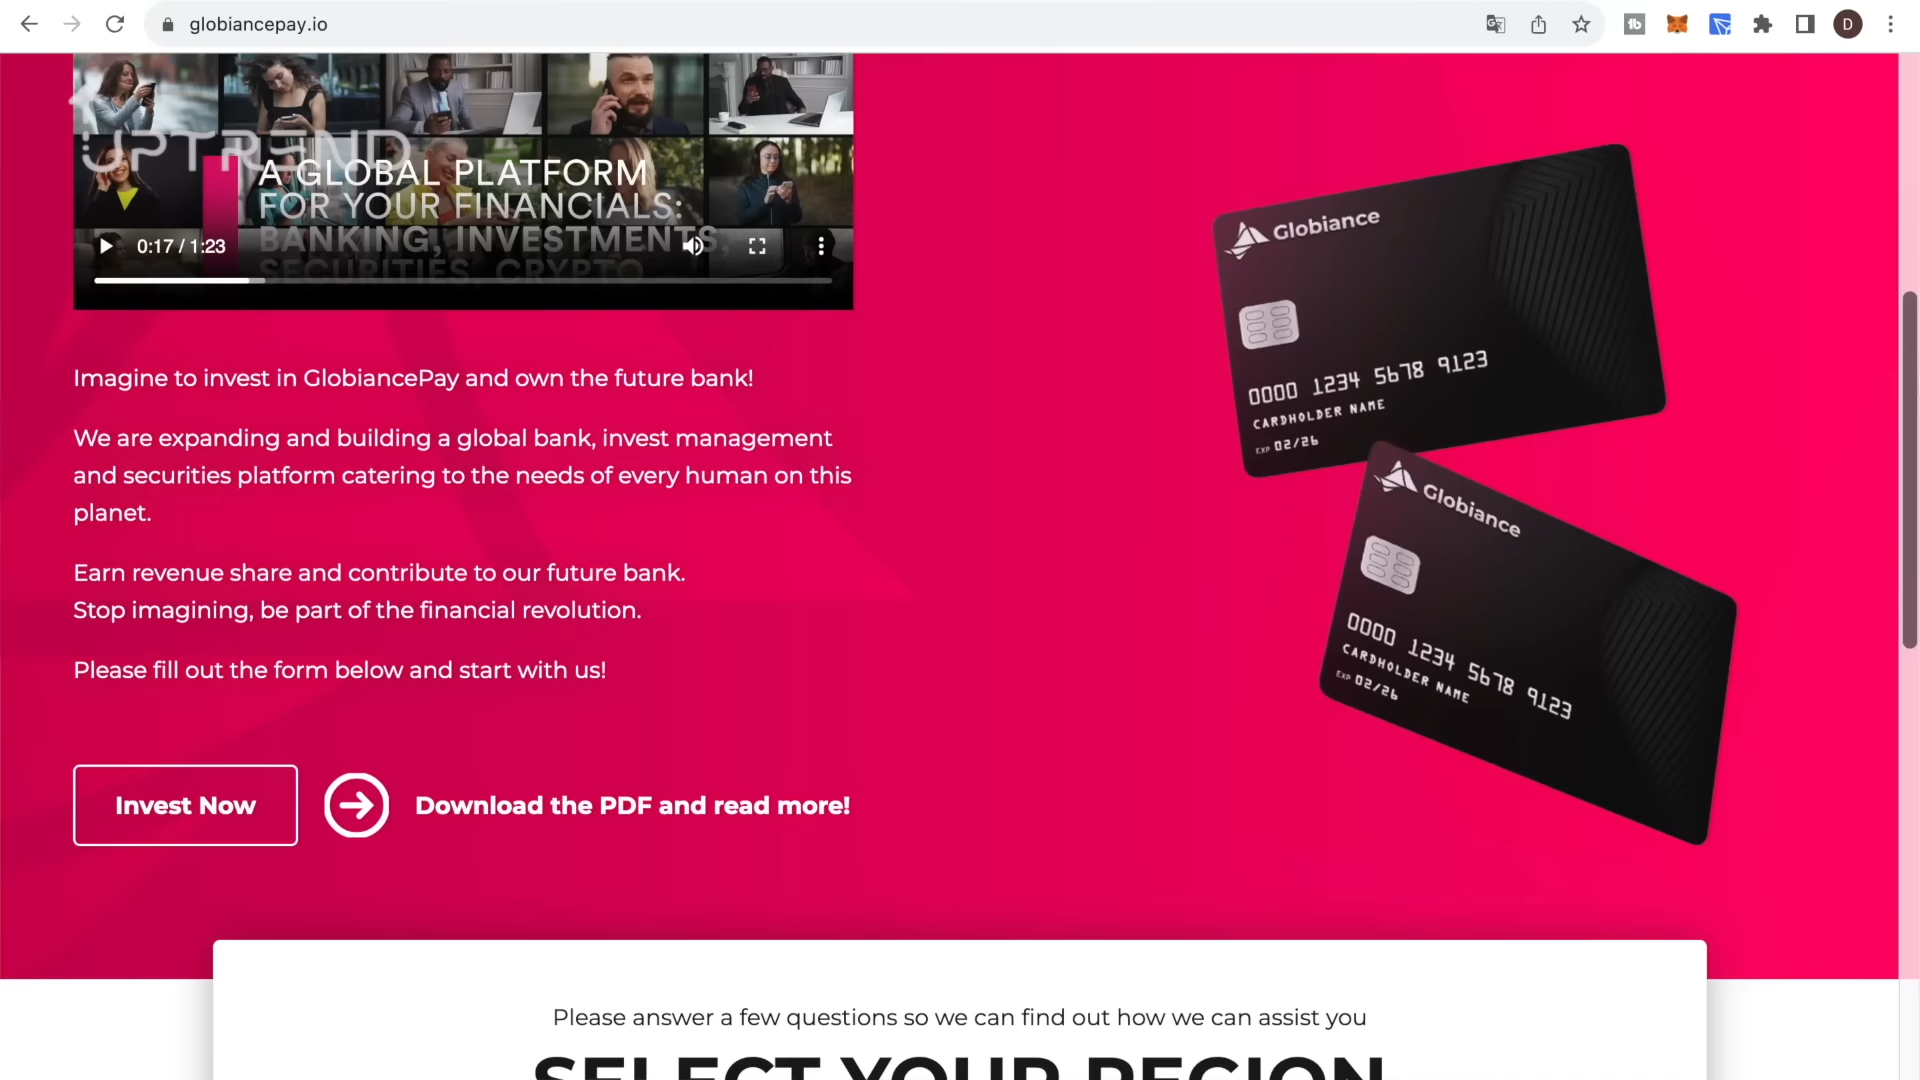 globiancepay.io
D
UPTREND
A GLOBAL PLATFORM
FOR YOUR FINANCIALS:
BANKING, INVESTMENTS,
SECURITIES, CRYPTO
0:17 / 1:23
Imagine to invest in GlobiancePay and own the future bank!
We are expanding and building a global bank, invest management
and securities platform catering to the needs of every human on this
planet.
Earn revenue share and contribute to our future bank.
Stop imagining, be part of the financial revolution.
Please fill out the form below and start with us!
Invest Now
Download the PDF and read more!
Globiance
0000 1234 5678 9123
CARDHOLDER NAME
EXP 02/26
Globiance
0000 1234 5678 9123
CARDHOLDER NAME
EXP 02/26
Please answer a few questions so we can find out how we can assist you
SELECT YOUR REGION